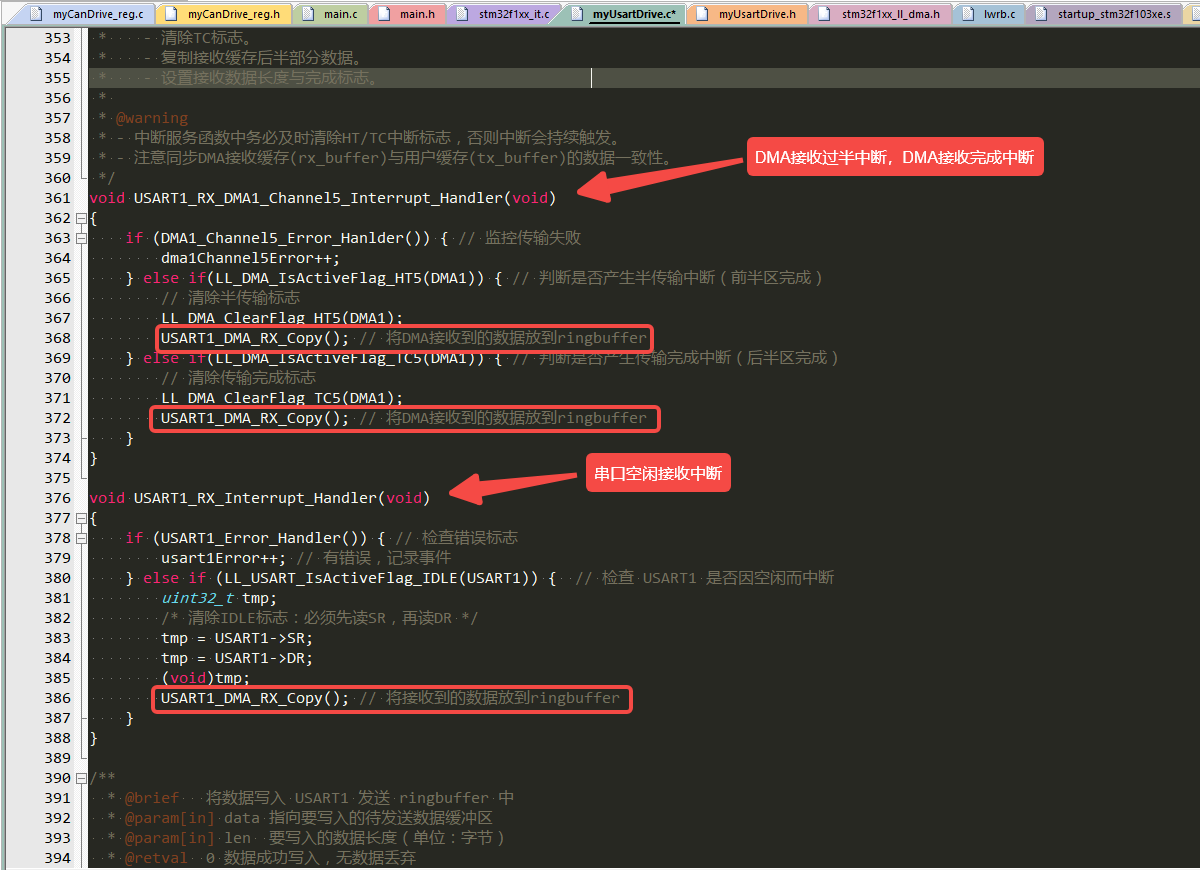 myCanDrive_reg.c myCanDrive_reg.h main.c main.h stm32f1xx_it.c myUsartDrive.c* myUsartDrive.h stm32f1xx_ll_dma.h lwrb.c startup_stm32f103xe.s
353 * - 清除TC标志。
354 * - 复制接收缓存后半部分数据。
355 * - 设置接收数据长度与完成标志。
356 *
357 * @warning
358 * - 中断服务函数中务必及时清除HT/TC中断标志，否则中断会持续触发。
359 * - 注意同步DMA接收缓存(rx_buffer)与用户缓存(tx_buffer)的数据一致性。
DMA接收过半中断，DMA接收完成中断
360 */
361 void USART1_RX_DMA1_Channel5_Interrupt_Handler(void)
362 {
363 if (DMA1_Channel5_Error_Hanlder()) { // 监控传输失败
364 dma1Channel5Error++;
365 } else if(LL_DMA_IsActiveFlag_HT5(DMA1)) { // 判断是否产生半传输中断（前半区完成）
366 // 清除半传输标志
367 LL_DMA_ClearFlag_HT5(DMA1);
368 USART1_DMA_RX_Copy(); // 将DMA接收到的数据放到ringbuffer
369 } else if(LL_DMA_IsActiveFlag_TC5(DMA1)) { // 判断是否产生传输完成中断（后半区完成）
370 // 清除传输完成标志
371 LL_DMA_ClearFlag_TC5(DMA1);
372 USART1_DMA_RX_Copy(); // 将DMA接收到的数据放到ringbuffer
373 }
374 }
375
串口空闲接收中断
376 void USART1_RX_Interrupt_Handler(void)
377 {
378 if (USART1_Error_Handler()) { // 检查错误标志
379 usart1Error++; // 有错误，记录事件
380 } else if (LL_USART_IsActiveFlag_IDLE(USART1)) { // 检查 USART1 是否因空闲而中断
381 uint32_t tmp;
382 /* 清除IDLE标志：必须先读SR，再读DR */
383 tmp = USART1->SR;
384 tmp = USART1->DR;
385 (void)tmp;
386 USART1_DMA_RX_Copy(); // 将接收到的数据放到ringbuffer
387 }
388 }
389
390 /**
391 * @brief 将数据写入 USART1 发送 ringbuffer 中
392 * @param[in] data 指向要写入的待发送数据缓冲区
393 * @param[in] len 要写入的数据长度（单位：字节）
394 * @retval 0 数据成功写入，无数据丢弃